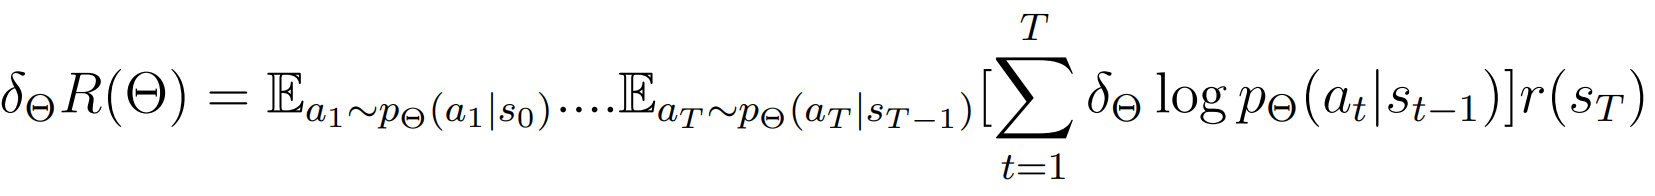 δ_Θ R(Θ) = 𝔼_{a_1∼p_Θ(a_1|s_0)}....𝔼_{a_T∼p_Θ(a_T|s_{T−1})}[∑_{t=1}^{T} δ_Θ log p_Θ(a_t|s_{t−1})]r(s_T)